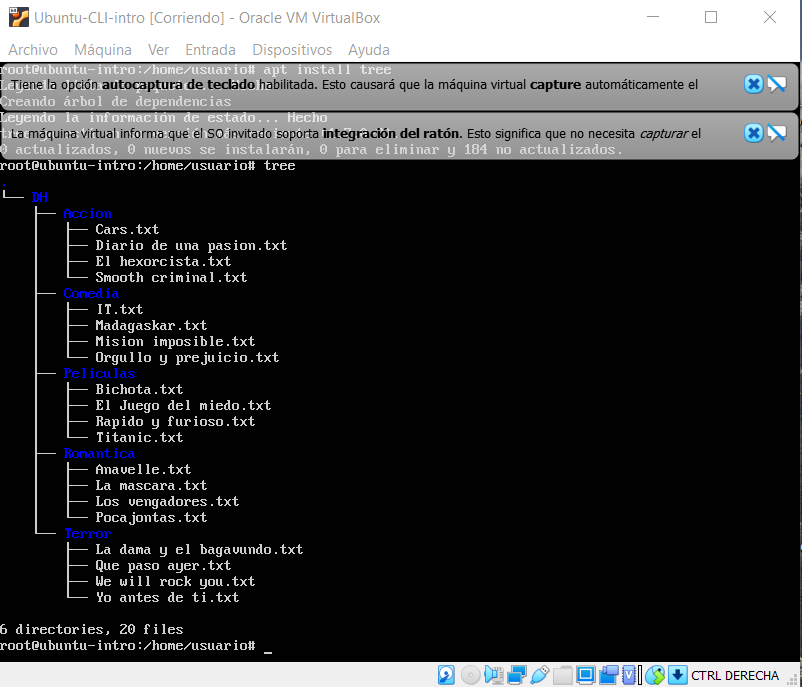 Ubuntu-CLI-intro [Corriendo] - Oracle VM VirtualBox
Archivo Máquina Ver Entrada Dispositivos Ayuda
root@ubuntu-intro:/home/usuario# apt install tree
Tiene la opción autocaptura de teclado habilitada. Esto causará que la máquina virtual capture automáticamente el
Creando árbol de dependencias
Leyendo la información de estado... Hecho
La máquina virtual informa que el SO invitado soporta integración del ratón. Esto significa que no necesita capturar el
0 actualizados, 0 nuevos se instalarán, 0 para eliminar y 184 no actualizados.
root@ubuntu-intro:/home/usuario# tree
.
└── DH
    ├── Accion
    │   ├── Cars.txt
    │   ├── Diario de una pasion.txt
    │   ├── El hexorcista.txt
    │   └── Smooth criminal.txt
    ├── Comedia
    │   ├── IT.txt
    │   ├── Madagaskar.txt
    │   ├── Mision imposible.txt
    │   └── Orgullo y prejuicio.txt
    ├── Peliculas
    │   ├── Bichota.txt
    │   ├── El Juego del miedo.txt
    │   ├── Rapido y furioso.txt
    │   └── Titanic.txt
    ├── Romantica
    │   ├── Anavelle.txt
    │   ├── La mascara.txt
    │   ├── Los vengadores.txt
    │   └── Pocajontas.txt
    └── Terror
        ├── La dama y el bagavundo.txt
        ├── Que paso ayer.txt
        ├── We will rock you.txt
        └── Yo antes de ti.txt
6 directories, 20 files
root@ubuntu-intro:/home/usuario# _
CTRL DERECHA